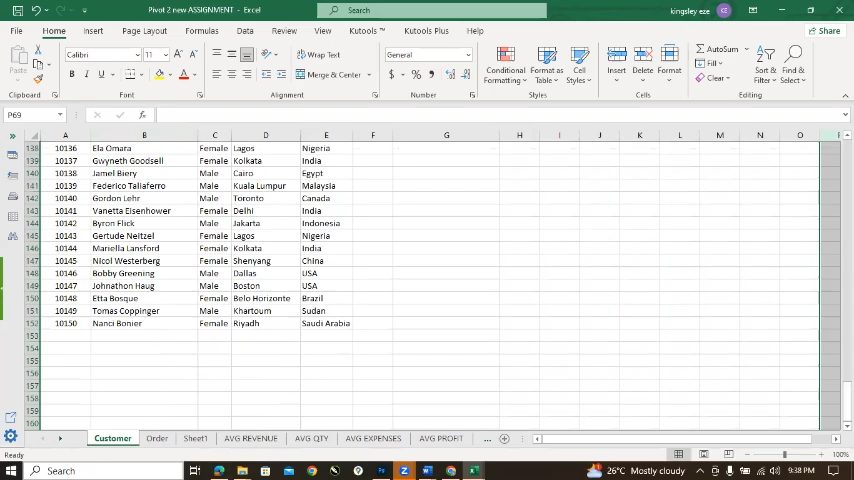 Pivot 2 new ASSIGNMENT - Excel
Search
kingsley eze
KE
File Home Insert Draw Page Layout Formulas Data Review View Kutools ™ Kutools Plus Help
Share
Paste
Clipboard
Calibri 11
Font
Wrap Text
Merge & Center
Alignment
General
Number
Conditional Formatting
Format as Table
Cell Styles
Styles
Insert Delete Format
Cells
AutoSum
Fill
Clear
Sort & Filter
Find & Select
Editing
P69
A B C D E F G H I J K L M N O
138 10136 Ela Omara Female Lagos Nigeria
139 10137 Gwyneth Goodsell Female Kolkata India
140 10138 Jamel Biery Male Cairo Egypt
141 10139 Federico Taliaferro Male Kuala Lumpur Malaysia
142 10140 Gordon Lehr Male Toronto Canada
143 10141 Vanetta Eisenhower Female Delhi India
144 10142 Byron Flick Male Jakarta Indonesia
145 10143 Gertude Neitzel Female Lagos Nigeria
146 10144 Mariella Lansford Female Kolkata India
147 10145 Nicol Westerberg Female Shenyang China
148 10146 Bobby Greening Male Dallas USA
149 10147 Johnathon Haug Male Boston USA
150 10148 Etta Bosque Female Belo Horizonte Brazil
151 10149 Tomas Coppinger Male Khartoum Sudan
152 10150 Nanci Bonier Female Riyadh Saudi Arabia
153
154
155
156
157
158
159
160
Customer Order Sheet1 AVG REVENUE AVG QTY AVG EXPENSES AVG PROFIT ...
Ready
100%
Search
26°C Mostly cloudy
9:38 PM